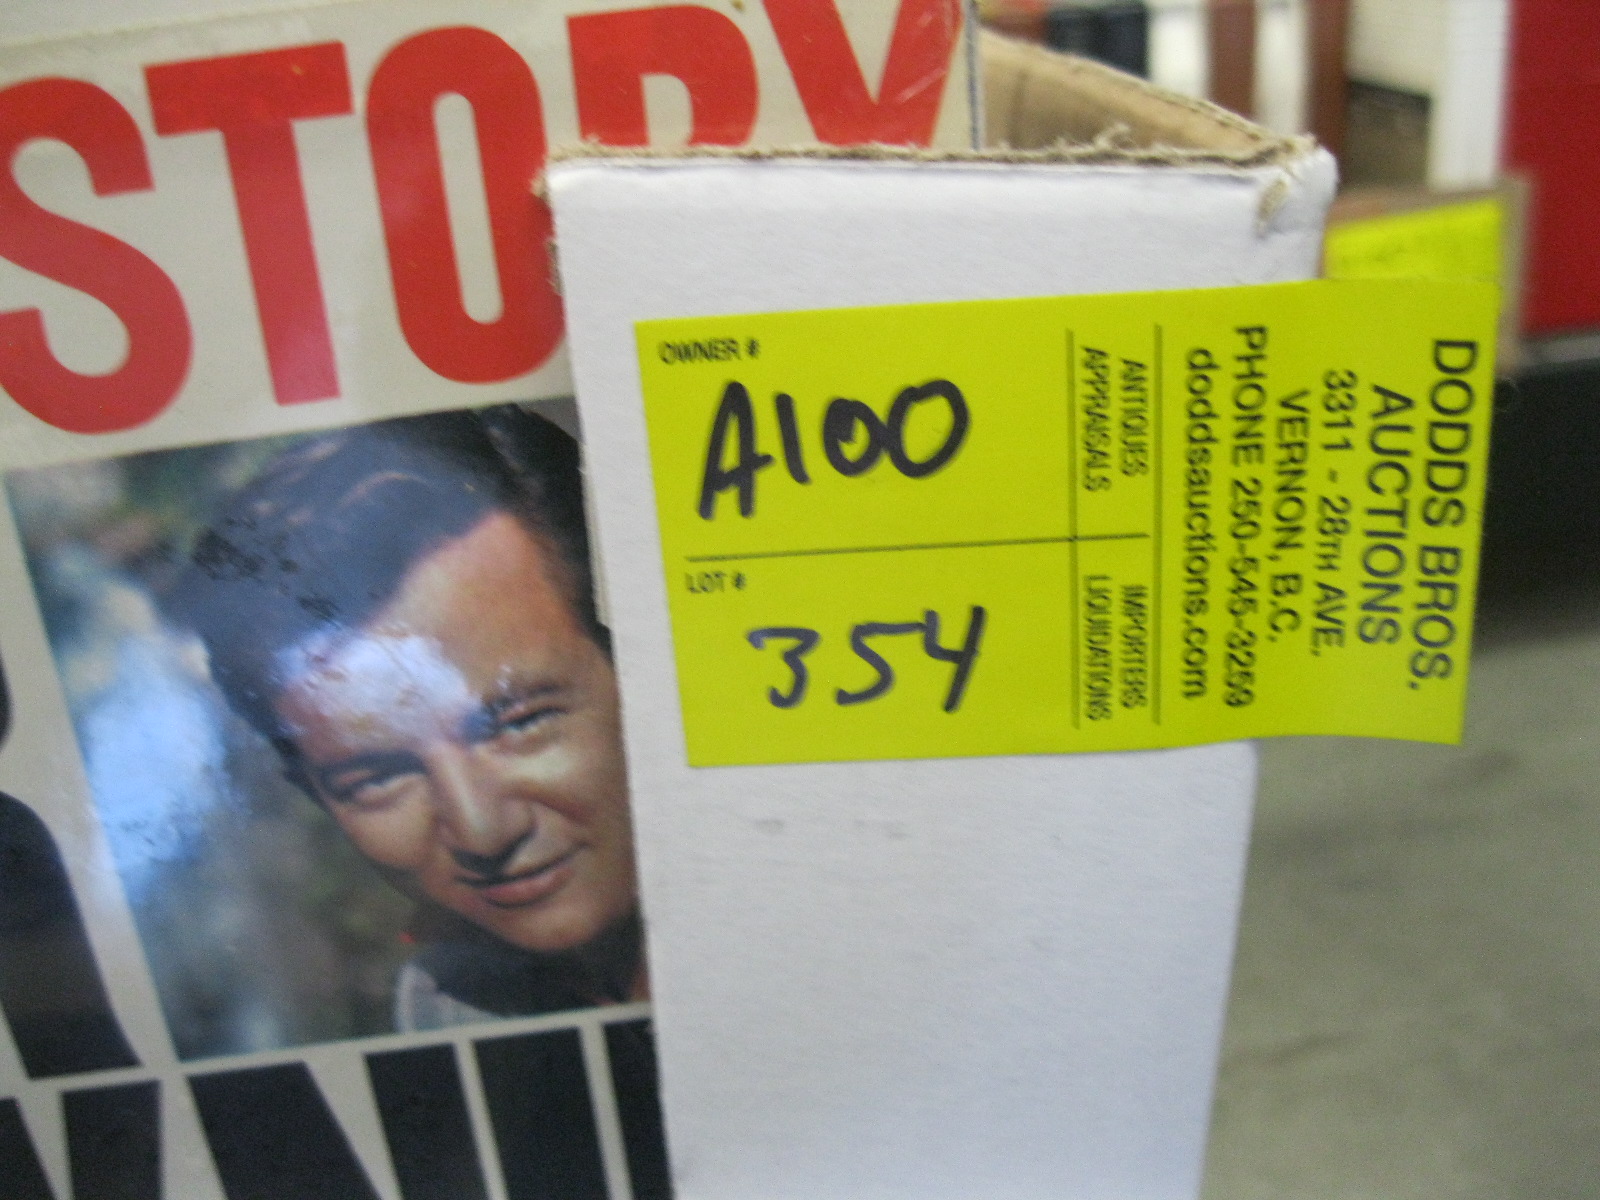 STORY
OWNER #
A100
LOT #
354
ANTIQUES
APPRAISALS
IMPORTERS
LIQUIDATIONS
DODDS BROS.
AUCTIONS
3311 - 28TH AVE.
VERNON, B.C.
PHONE 250-545-3259
doddsauctions.com